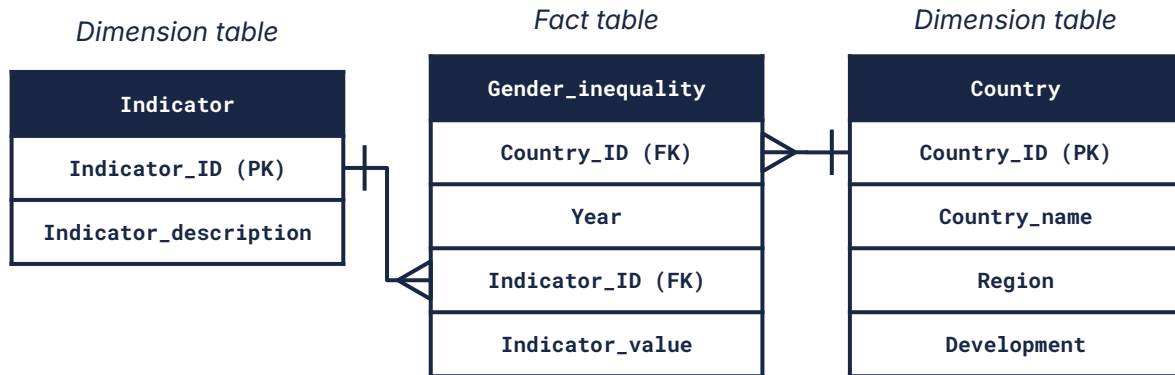 Dimension table
Indicator
Indicator_ID (PK)
Indicator_description
Fact table
Gender_inequality
Country_ID (FK)
Year
Indicator_ID (FK)
Indicator_value
Dimension table
Country
Country_ID (PK)
Country_name
Region
Development